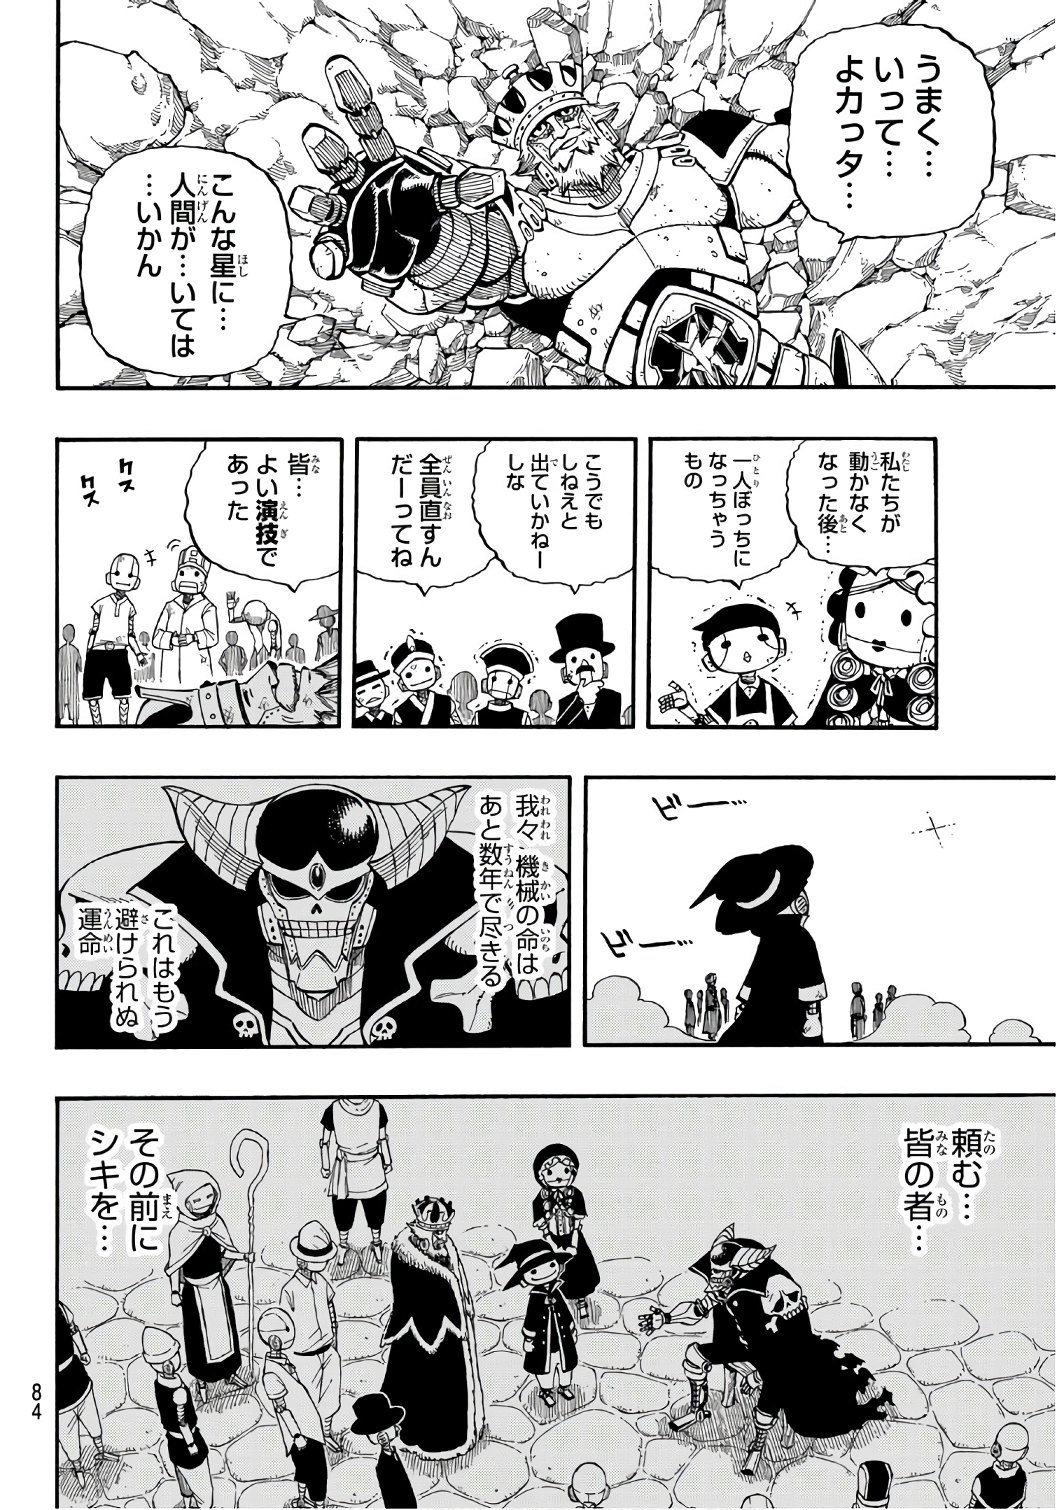 うまく…
いって…
よカっタ…
こんな星に…
人間が…いては
…いかん
私たちが
動かなく
なった後…
一人ぼっちに
なっちゃう
もの
こうでも
しねえと
出ていかねー
しな
全員直すん
だーってね
皆…
よい演技で
あった
クス
クス
ビー…
ビー…
我々 機械の命は
あと数年で尽きる
これはもう
避けられぬ
運命
頼む…
皆の者…
その前に
シキを…
84